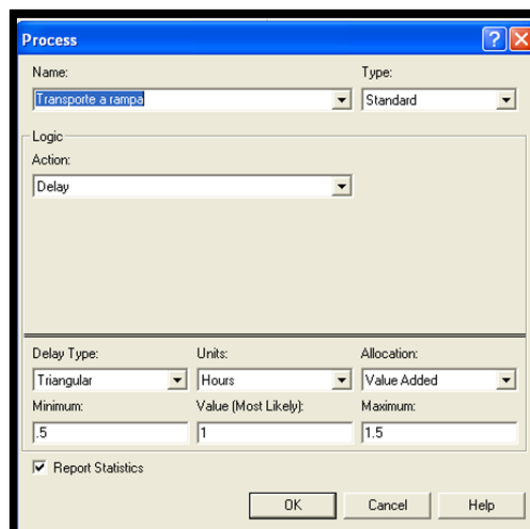 Process
Name: Type:
Transporte a rampa Standard
Logic
Action:
Delay
Delay Type: Units: Allocation:
Triangular Hours Value Added
Minimum: Value (Most Likely): Maximum:
.5 1 1.5
Report Statistics
OK Cancel Help